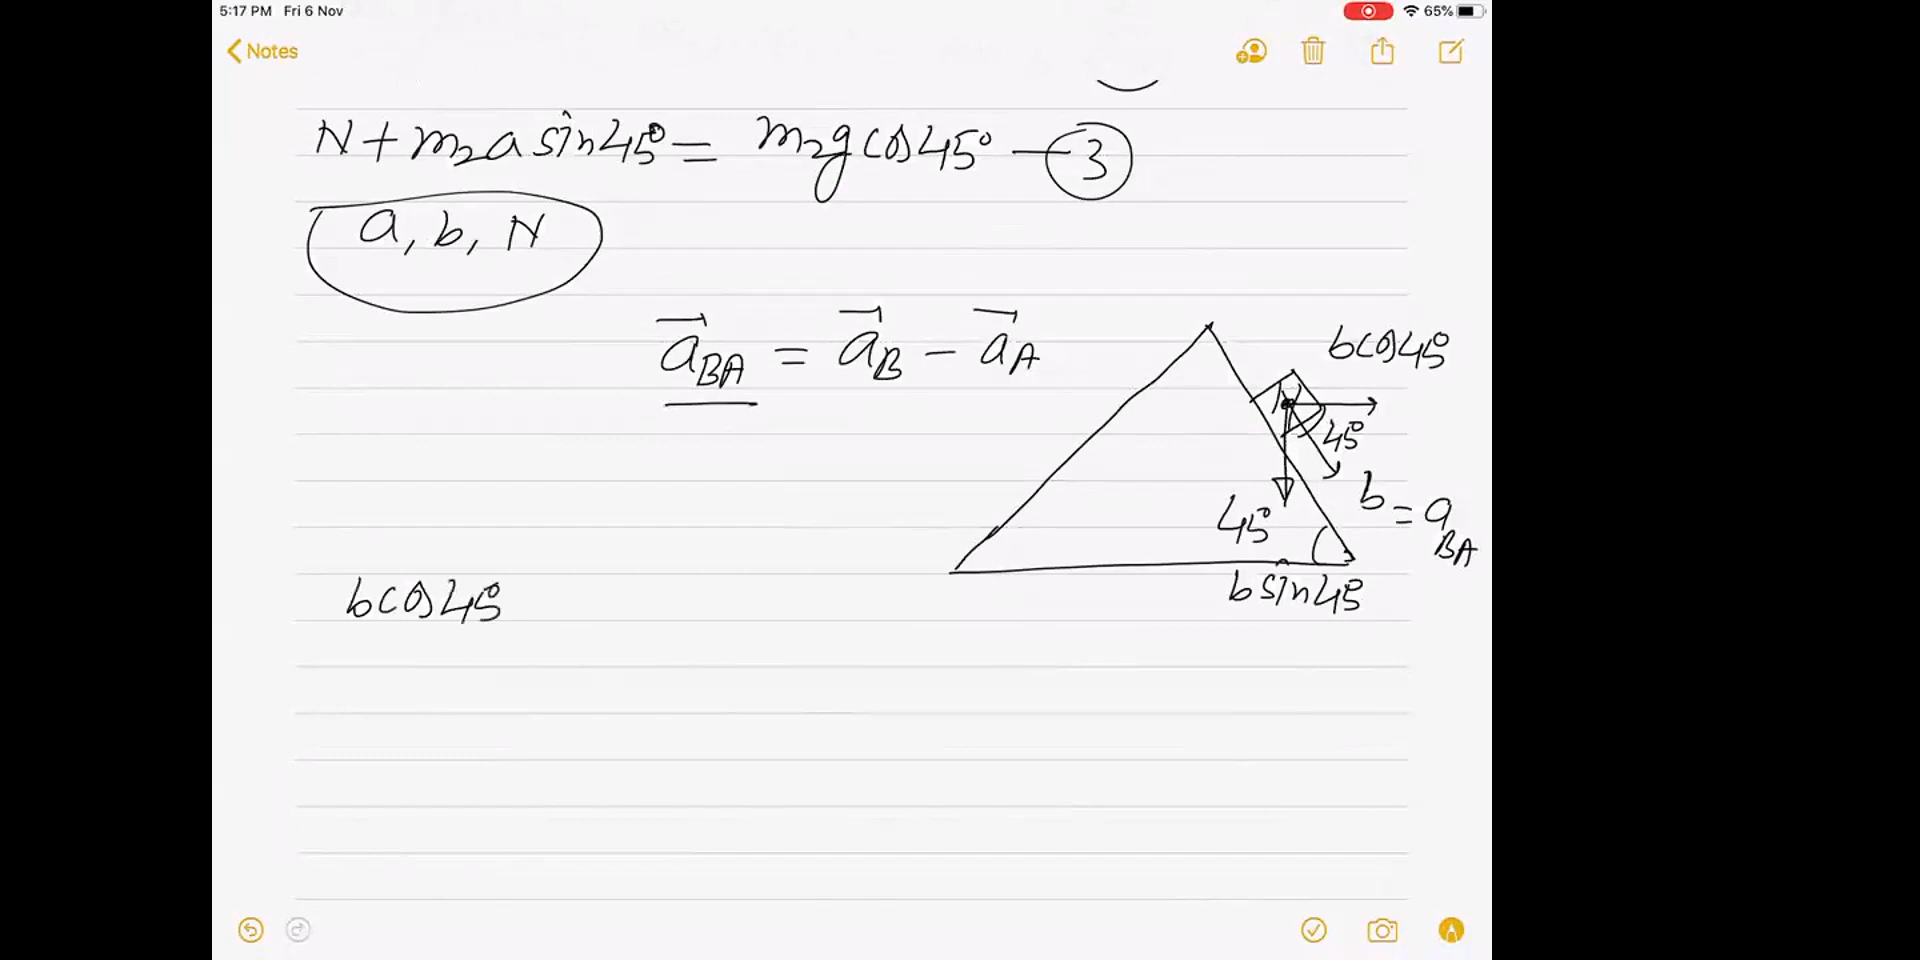 5:17 PM Fri 6 Nov 65%
Notes
N + m₂a sin45° = m₂g cos45° — 3
a, b, N
a_BA = a_B − a_A
b cos45°
45°
b = a_BA
45°
b sin45°
b cos45°